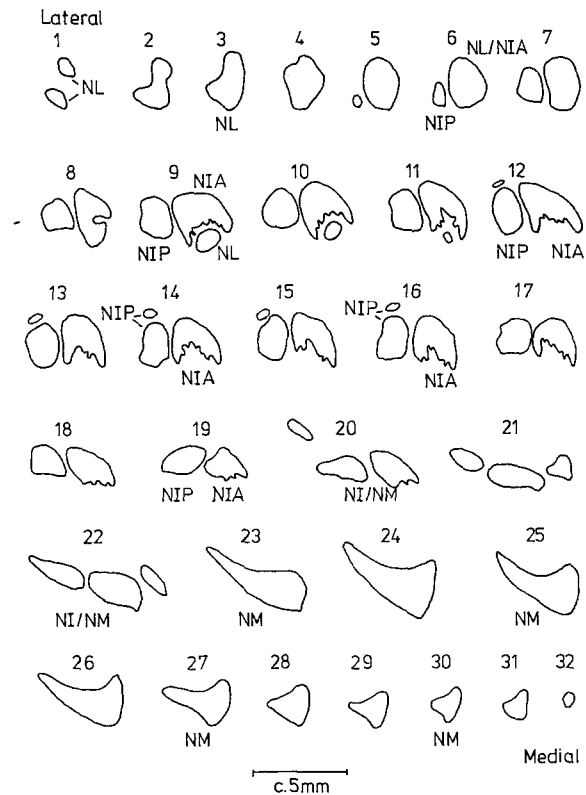 Lateral
1 2 3 4 5 6 NL/NIA 7
NL NL NIP
8 9 NIA 10 11 12
NIP NL NIP NIA
13 14 15 16 17
NIP NIP
NIA NIA
18 19 20 21
NIP NIA NI/NM
22 23 24 25
NI/NM NM NM
26 27 28 29 30 31 32
NM NM
Medial
c.5mm